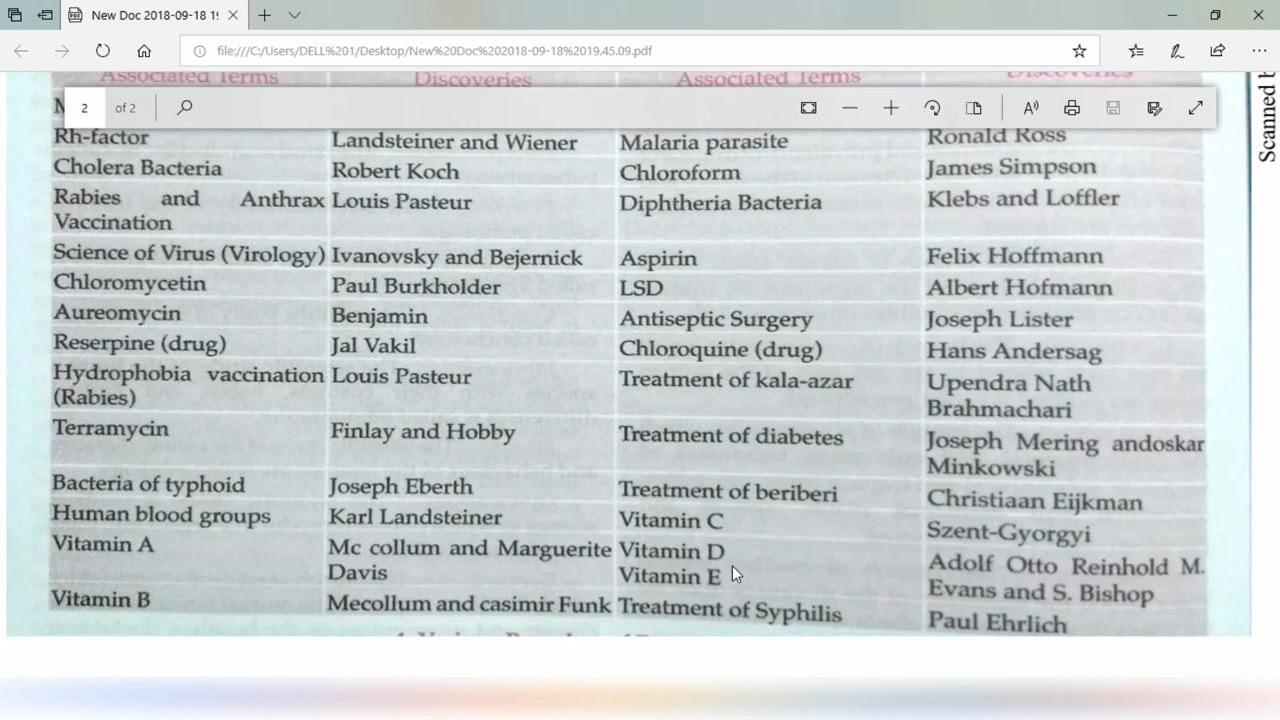 New Doc 2018-09-18 19
file:///C:/Users/DELL%201/Desktop/New%20Doc%202018-09-18%2019.45.09.pdf
Associated Terms Discoveries Associated Terms Discoveries
2 of 2
Rh-factor Landsteiner and Wiener Malaria parasite Ronald Ross
Cholera Bacteria Robert Koch Chloroform James Simpson
Rabies and Anthrax Louis Pasteur Diphtheria Bacteria Klebs and Loffler
Vaccination
Science of Virus (Virology) Ivanovsky and Bejernick Aspirin Felix Hoffmann
Chloromycetin Paul Burkholder LSD Albert Hofmann
Aureomycin Benjamin Antiseptic Surgery Joseph Lister
Reserpine (drug) Jal Vakil Chloroquine (drug) Hans Andersag
Hydrophobia vaccination Louis Pasteur Treatment of kala-azar Upendra Nath
(Rabies) Brahmachari
Terramycin Finlay and Hobby Treatment of diabetes Joseph Mering andoskar
Minkowski
Bacteria of typhoid Joseph Eberth Treatment of beriberi Christiaan Eijkman
Human blood groups Karl Landsteiner Vitamin C Szent-Gyorgyi
Vitamin A Mc collum and Marguerite Vitamin D Adolf Otto Reinhold M.
Davis Vitamin E Evans and S. Bishop
Vitamin B Mecollum and casimir Funk Treatment of Syphilis Paul Ehrlich
Scanned b